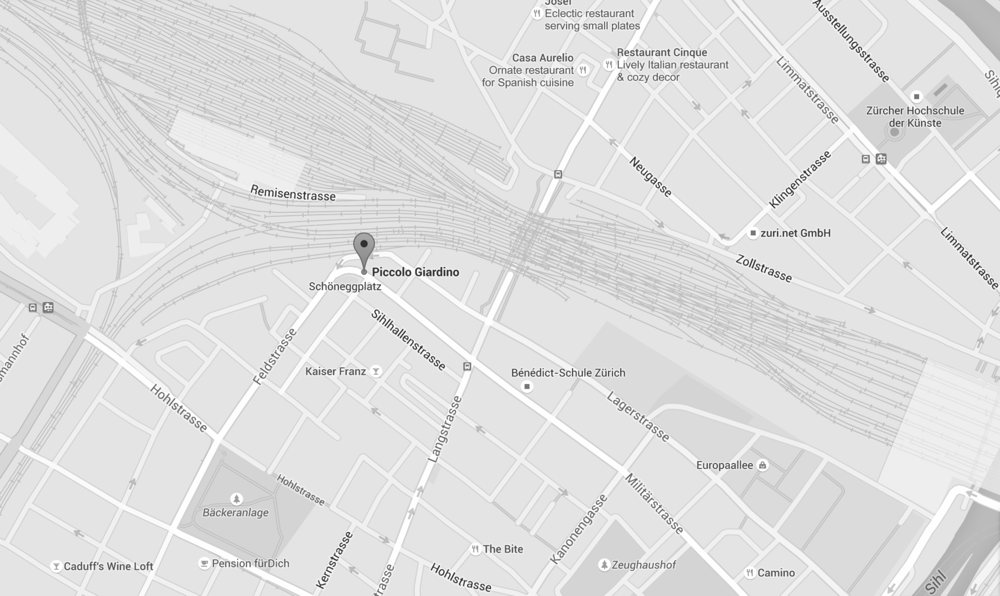 Josef
Eclectic restaurant
serving small plates
Ausstellungsstrasse
Casa Aurelio
Ornate restaurant
for Spanish cuisine
Restaurant Cinque
Lively Italian restaurant
& cozy decor
Limmatstrasse
Zürcher Hochschule
der Künste
Neugasse
Klingenstrasse
Remisenstrasse
zuri.net GmbH
Limmatstrasse
Zollstrasse
Piccolo Giardino
Schöneggplatz
Sihlhallenstrasse
Feldstrasse
Kaiser Franz
Bénédict-Schule Zürich
Hohlstrasse
Langstrasse
Lagerstrasse
Europaallee
Hohlstrasse
Militärstrasse
Bäckeranlage
Kanonengasse
Kernstrasse
The Bite
Caduff's Wine Loft
Pension fürDich
Hohlstrasse
Zeughaushof
Camino
Sihl